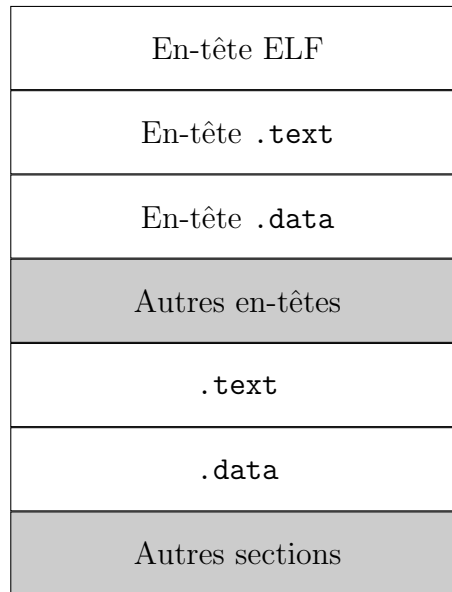 En-tête ELF
En-tête .text
En-tête .data
Autres en-têtes
.text
.data
Autres sections